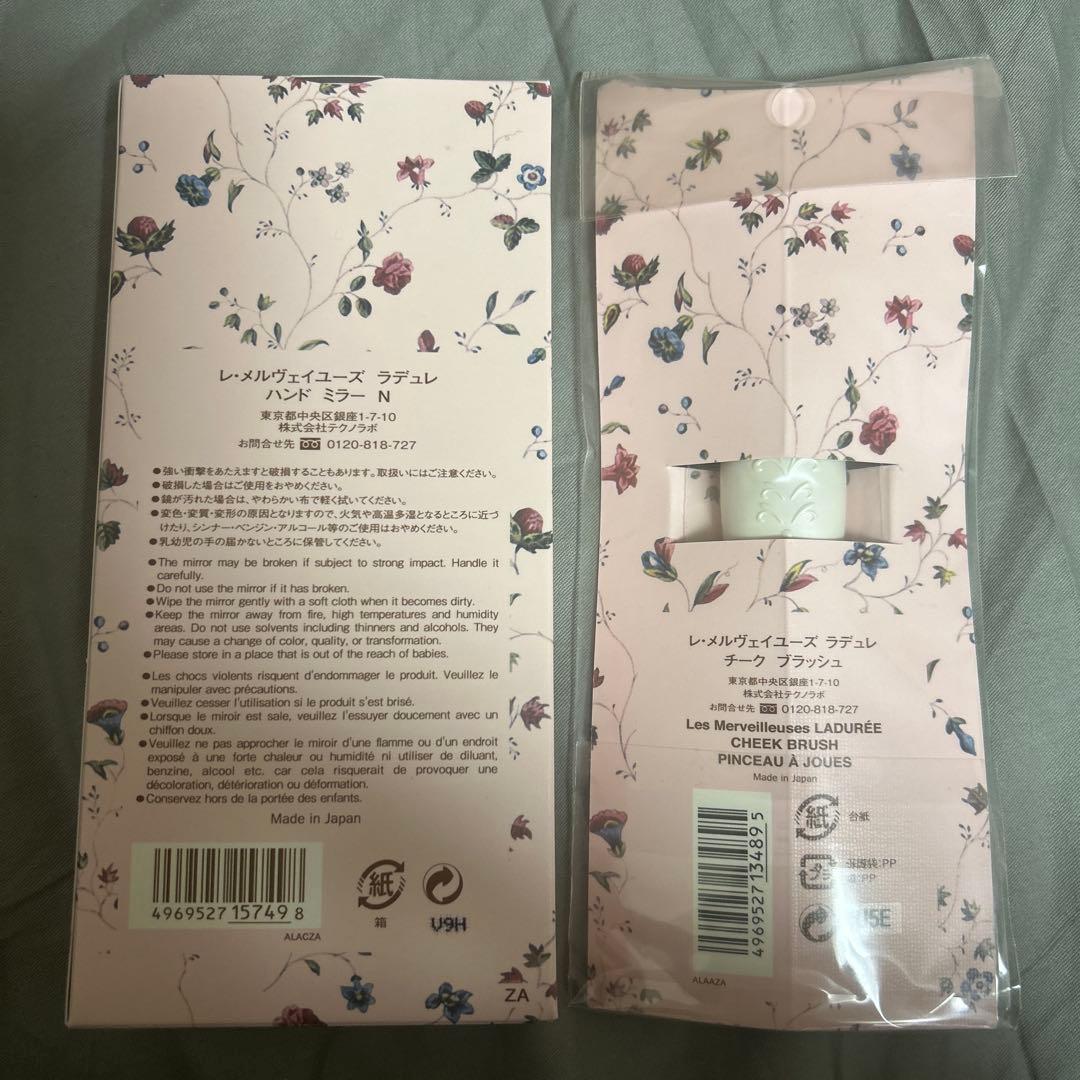 レ・メルヴェイユーズ ラデュレ
ハンド ミラー N
東京都中央区銀座1-7-10
株式会社テクノラボ
お問合せ先 0120-818-727
●強い衝撃をあたえますと破損することもあります。取扱いにはご注意ください。
●破損した場合はご使用をおやめください。
●鏡が汚れた場合は、やわらかい布で軽く拭いてください。
●変色・変質・変形の原因となりますので、火気や高温多湿となるところに近づ
けたり、シンナー・ベンジン・アルコール等のご使用はおやめください。
●乳幼児の手の届かないところに保管してください。
●The mirror may be broken if subject to strong impact. Handle it
carefully.
●Do not use the mirror if it has broken.
●Wipe the mirror gently with a soft cloth when it becomes dirty.
●Keep the mirror away from fire, high temperatures and humidity
areas. Do not use solvents including thinners and alcohols. They
may cause a change of color, quality, or transformation.
●Please store in a place that is out of the reach of babies.
●Les chocs violents risquent d'endommager le produit. Veuillez le
manipuler avec précautions.
●Veuillez cesser l'utilisation si le produit s'est brisé.
●Lorsque le miroir est sale, veuillez l'essuyer doucement avec un
chiffon doux.
●Veuillez ne pas approcher le miroir d'une flamme ou d'un endroit
exposé à une forte chaleur ou humidité ni utiliser de diluant,
benzine, alcool etc. car cela risquerait de provoquer une
décoloration, détérioration ou déformation.
●Conservez hors de la portée des enfants.
Made in Japan
4969527 15749 8
ALACZA
紙
箱
U9H
ZA
レ・メルヴェイユーズ ラデュレ
チーク ブラッシュ
東京都中央区銀座1-7-10
株式会社テクノラボ
お問合せ先 0120-818-727
Les Merveilleuses LADURÉE
CHEEK BRUSH
PINCEAU À JOUES
Made in Japan
4969527 13489 5
ALAAZA
紙
台紙
プラ
保護袋:PP
:PP
5E